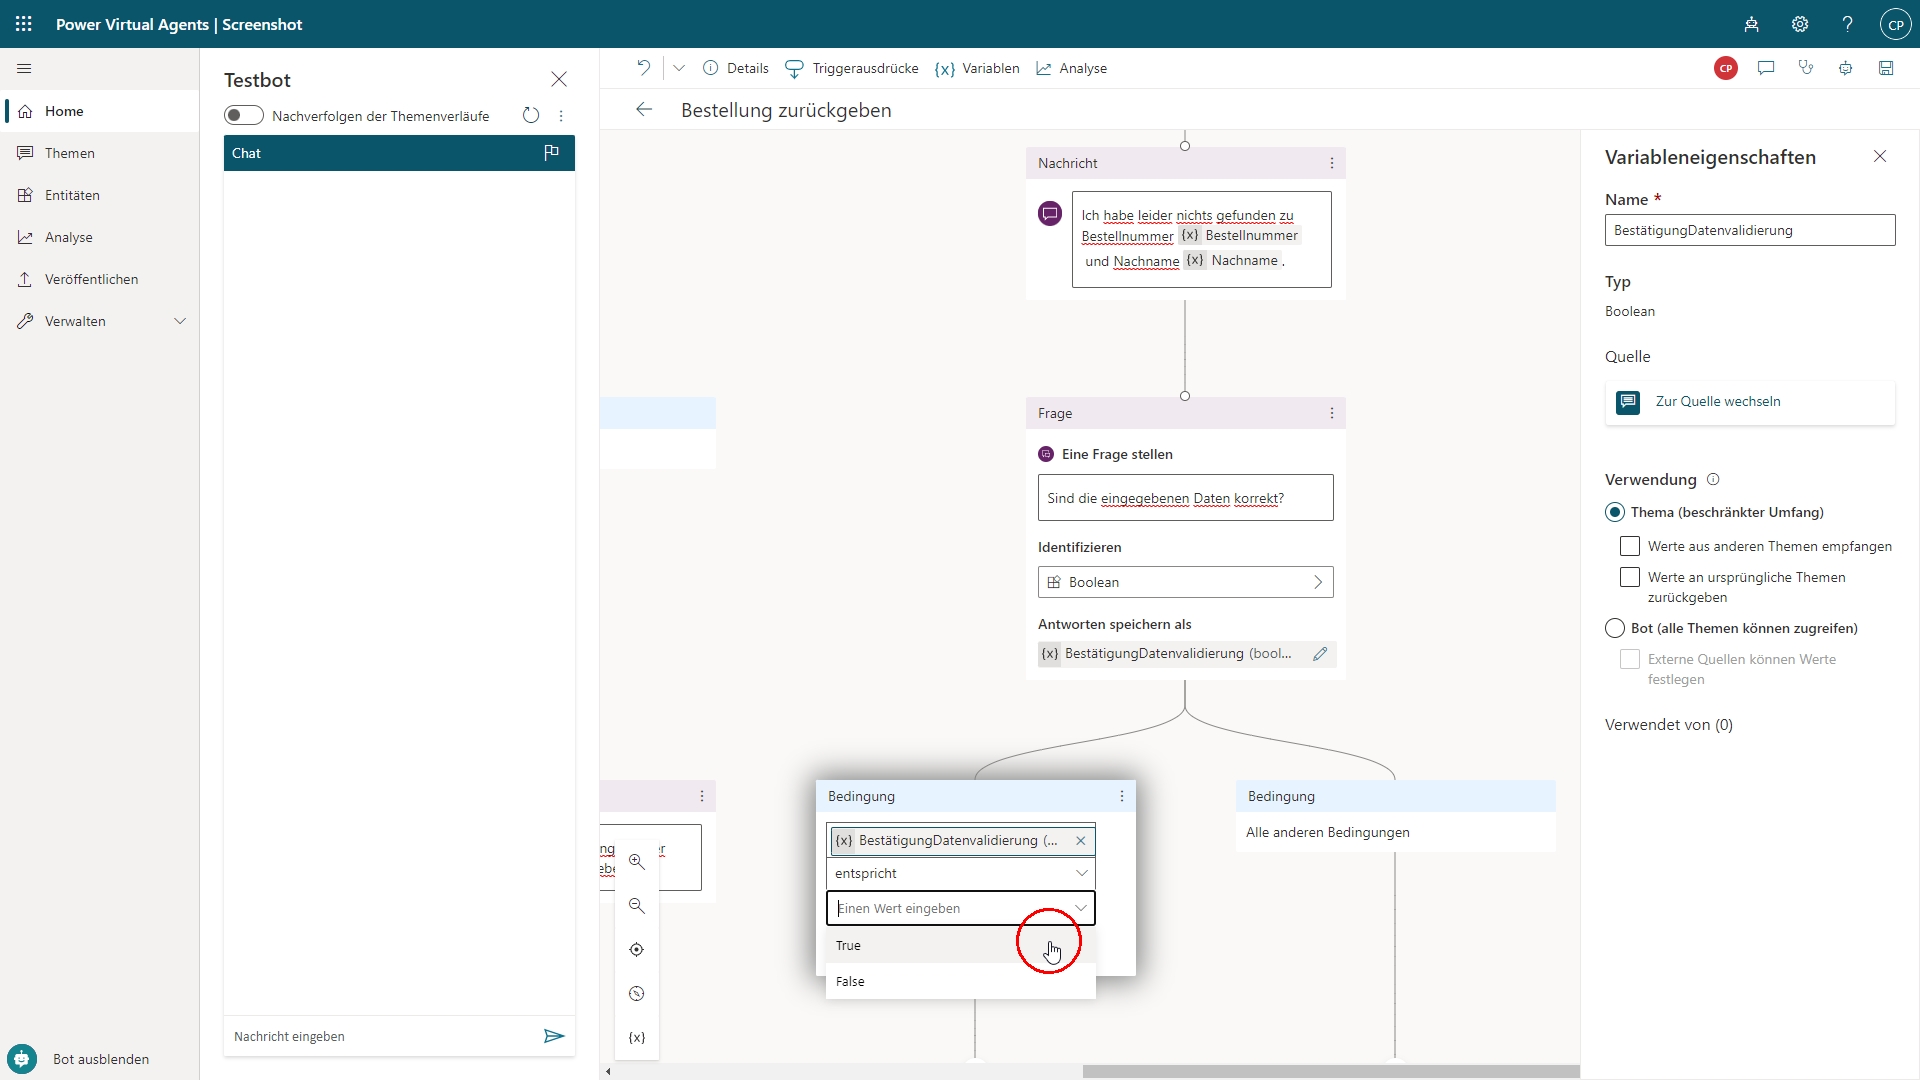 Power Virtual Agents | Screenshot
CP
Home
Themen
Entitäten
Analyse
Veröffentlichen
Verwalten
Bot ausblenden
Testbot
Nachverfolgen der Themenverläufe
Chat
Nachricht eingeben
Details
Triggerausdrücke
{x} Variablen
Analyse
CP
Bestellung zurückgeben
Nachricht
Ich habe leider nichts gefunden zu
Bestellnummer {x} Bestellnummer
und Nachname {x} Nachname .
Frage
Eine Frage stellen
Sind die eingegebenen Daten korrekt?
Identifizieren
Boolean
Antworten speichern als
{x} BestätigungDatenvalidierung (bool...
Bedingung
{x} BestätigungDatenvalidierung (...
entspricht
Einen Wert eingeben
True
False
Bedingung
Alle anderen Bedingungen
{x}
Variableneigenschaften
Name *
BestätigungDatenvalidierung
Typ
Boolean
Quelle
Zur Quelle wechseln
Verwendung
Thema (beschränkter Umfang)
Werte aus anderen Themen empfangen
Werte an ursprüngliche Themen
zurückgeben
Bot (alle Themen können zugreifen)
Externe Quellen können Werte
festlegen
Verwendet von (0)